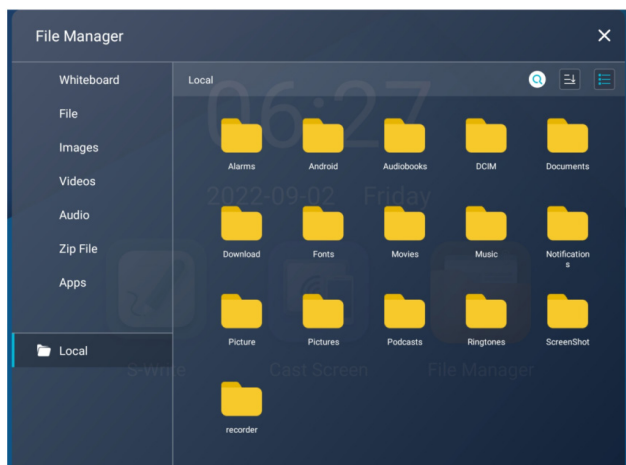 File Manager
Whiteboard
File
Images
Videos
Audio
Zip File
Apps
Local
Local
06:27
2022-09-02 Friday
Alarms
Android
Audiobooks
DCIM
Documents
Download
Fonts
Movies
Music
Notification
s
Picture
Pictures
Podcasts
Ringtones
ScreenShot
recorder
S-Write
Cast Screen
File Manager